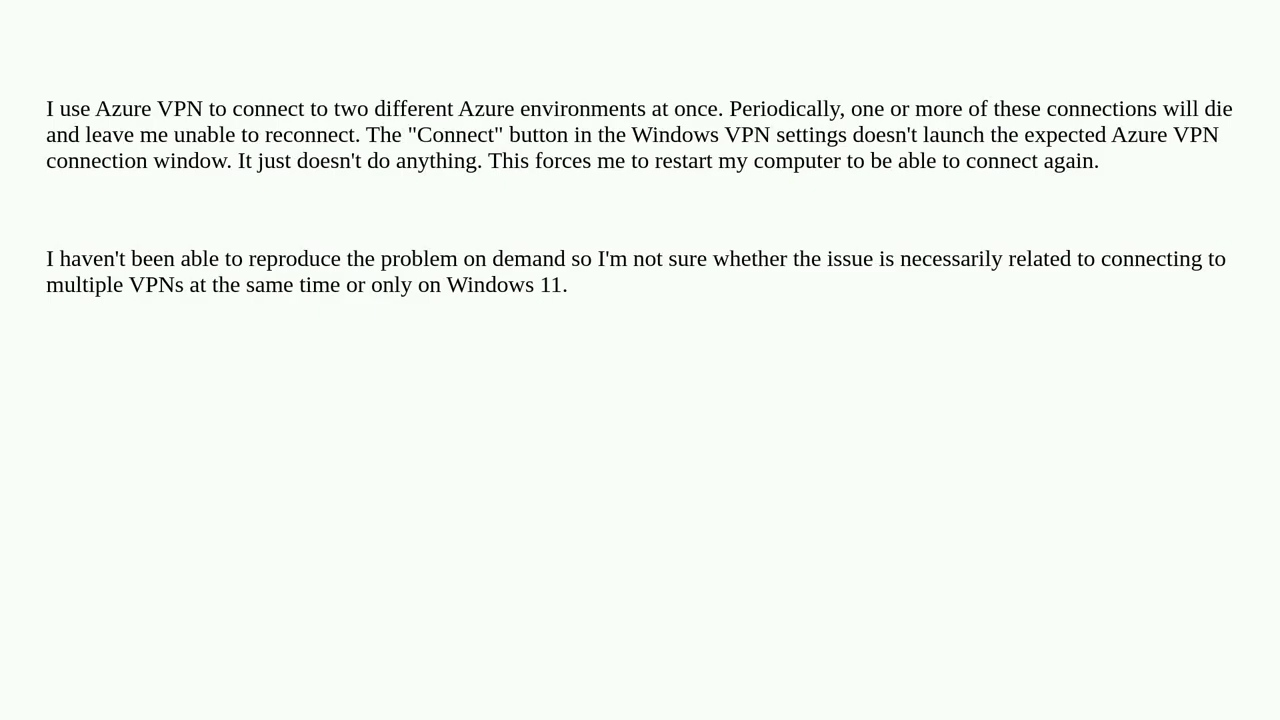 I use Azure VPN to connect to two different Azure environments at once. Periodically, one or more of these connections will die
and leave me unable to reconnect. The "Connect" button in the Windows VPN settings doesn't launch the expected Azure VPN
connection window. It just doesn't do anything. This forces me to restart my computer to be able to connect again.
I haven't been able to reproduce the problem on demand so I'm not sure whether the issue is necessarily related to connecting to
multiple VPNs at the same time or only on Windows 11.